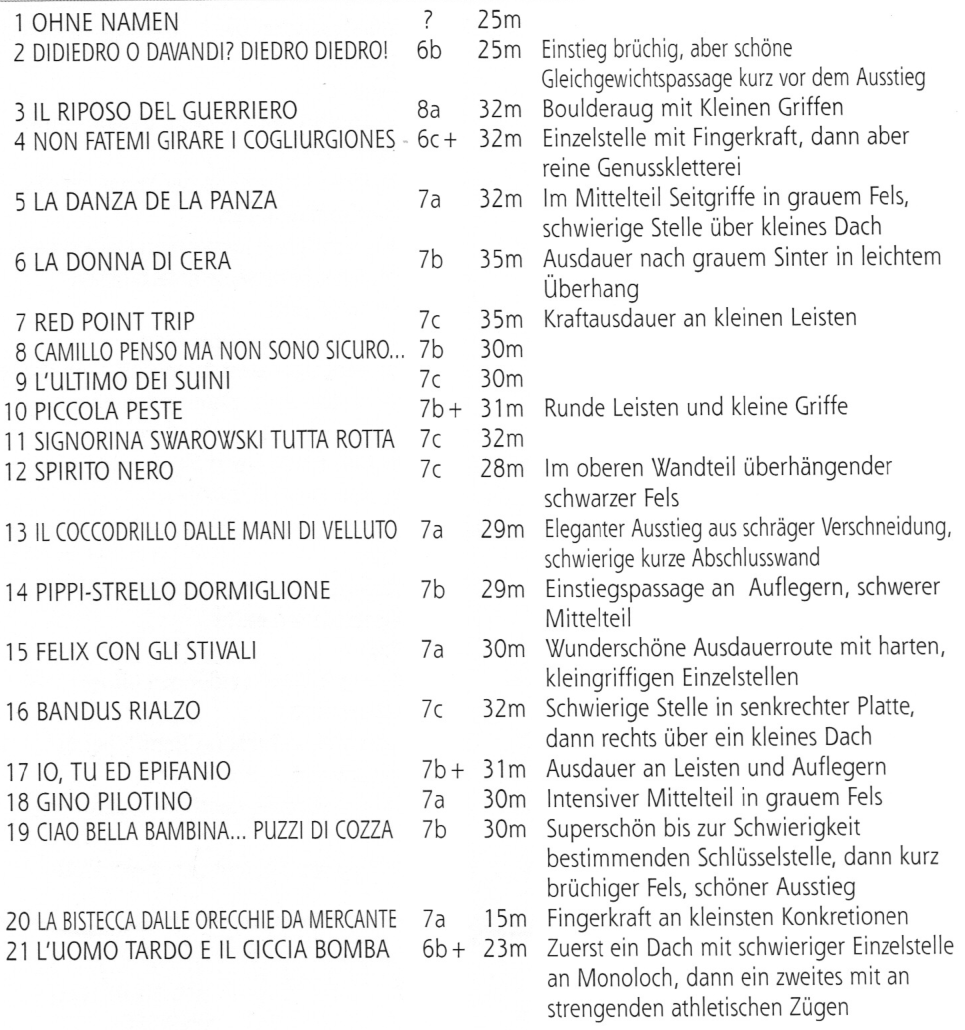 1 OHNE NAMEN ? 25m
2 DIDIEDRO O DAVANDI? DIEDRO DIEDRO! 6b 25m Einstieg brüchig, aber schöne
Gleichgewichtspassage kurz vor dem Ausstieg
3 IL RIPOSO DEL GUERRIERO 8a 32m Boulderaug mit Kleinen Griffen
4 NON FATEMI GIRARE I COGLIURGIONES - 6c+ 32m Einzelstelle mit Fingerkraft, dann aber
reine Genusskletterei
5 LA DANZA DE LA PANZA 7a 32m Im Mittelteil Seitgriffe in grauem Fels,
schwierige Stelle über kleines Dach
6 LA DONNA DI CERA 7b 35m Ausdauer nach grauem Sinter in leichtem
Überhang
7 RED POINT TRIP 7c 35m Kraftausdauer an kleinen Leisten
8 CAMILLO PENSO MA NON SONO SICURO... 7b 30m
9 L'ULTIMO DEI SUINI 7c 30m
10 PICCOLA PESTE 7b+ 31m Runde Leisten und kleine Griffe
11 SIGNORINA SWAROWSKI TUTTA ROTTA 7c 32m
12 SPIRITO NERO 7c 28m Im oberen Wandteil überhängender
schwarzer Fels
13 IL COCCODRILLO DALLE MANI DI VELLUTO 7a 29m Eleganter Ausstieg aus schräger Verschneidung,
schwierige kurze Abschlusswand
14 PIPPI-STRELLO DORMIGLIONE 7b 29m Einstiegspassage an Auflegern, schwerer
Mittelteil
15 FELIX CON GLI STIVALI 7a 30m Wunderschöne Ausdauerroute mit harten,
kleingriffigen Einzelstellen
16 BANDUS RIALZO 7c 32m Schwierige Stelle in senkrechter Platte,
dann rechts über ein kleines Dach
17 IO, TU ED EPIFANIO 7b+ 31m Ausdauer an Leisten und Auflegern
18 GINO PILOTINO 7a 30m Intensiver Mittelteil in grauem Fels
19 CIAO BELLA BAMBINA... PUZZI DI COZZA 7b 30m Superschön bis zur Schwierigkeit
bestimmenden Schlüsselstelle, dann kurz
brüchiger Fels, schöner Ausstieg
20 LA BISTECCA DALLE ORECCHIE DA MERCANTE 7a 15m Fingerkraft an kleinsten Konkretionen
21 L'UOMO TARDO E IL CICCIA BOMBA 6b+ 23m Zuerst ein Dach mit schwieriger Einzelstelle
an Monoloch, dann ein zweites mit an
strengenden athletischen Zügen